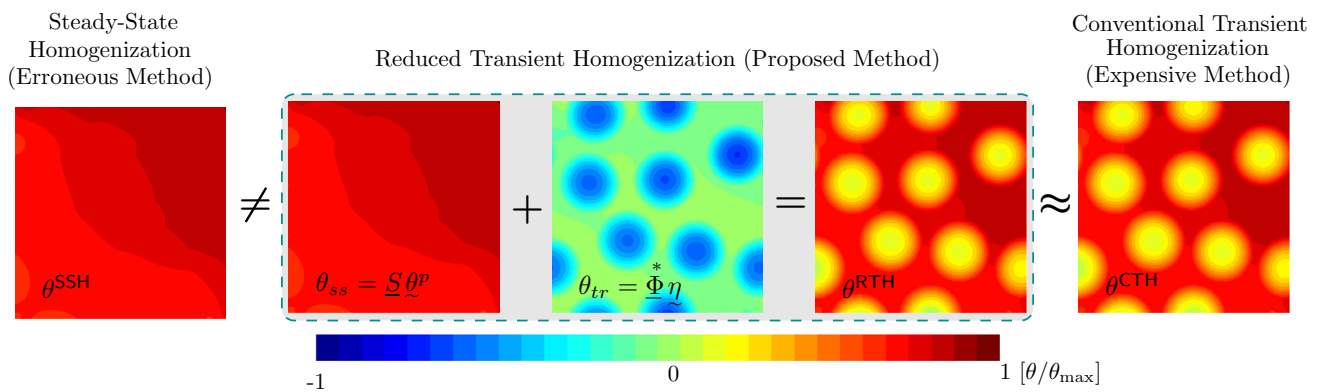 Steady-State
Homogenization
(Erroneous Method)
Reduced Transient Homogenization (Proposed Method)
Conventional Transient
Homogenization
(Expensive Method)
θ^SSH
≠
θ_ss = S̲ θ̰^p
+
θ_tr = Φ̲^* η̰
=
θ^RTH
≈
θ^CTH
-1 0 1 [θ/θ_max]